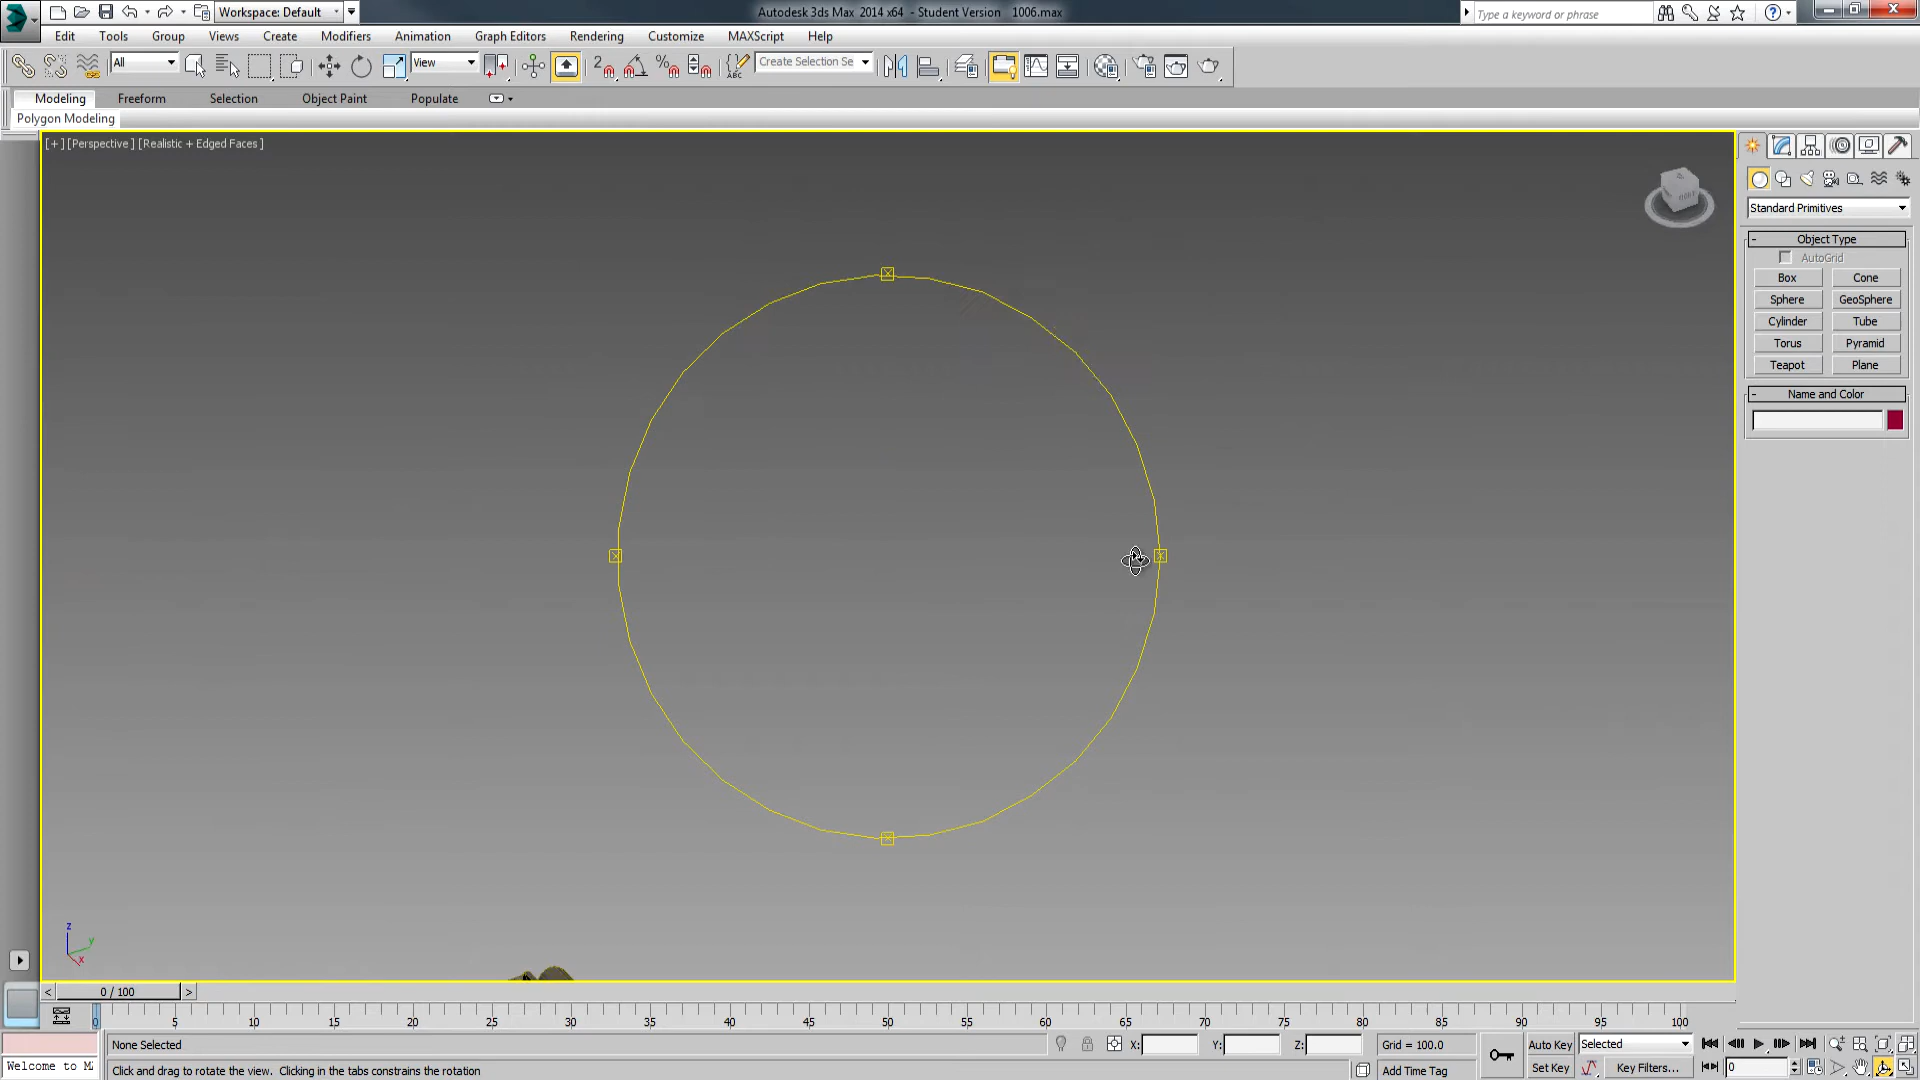 Workspace: Default
Autodesk 3ds Max 2014 x64 - Student Version 1006.max
Type a keyword or phrase
Edit Tools Group Views Create Modifiers Animation Graph Editors Rendering Customize MAXScript Help
All
View
Create Selection Se
Modeling Freeform Selection Object Paint Populate
Polygon Modeling
[+] [Perspective] [Realistic + Edged Faces]
Standard Primitives
- Object Type
AutoGrid
Box Cone
Sphere GeoSphere
Cylinder Tube
Torus Pyramid
Teapot Plane
- Name and Color
z
y
x
< 0 / 100 >
5 10 15 20 25 30 35 40 45 50 55 60 65 70 75 80 85 90 95 100
None Selected X: Y: Z: Grid = 100.0 Auto Key Selected
Welcome to M Click and drag to rotate the view. Clicking in the tabs constrains the rotation Add Time Tag Set Key Key Filters... 0